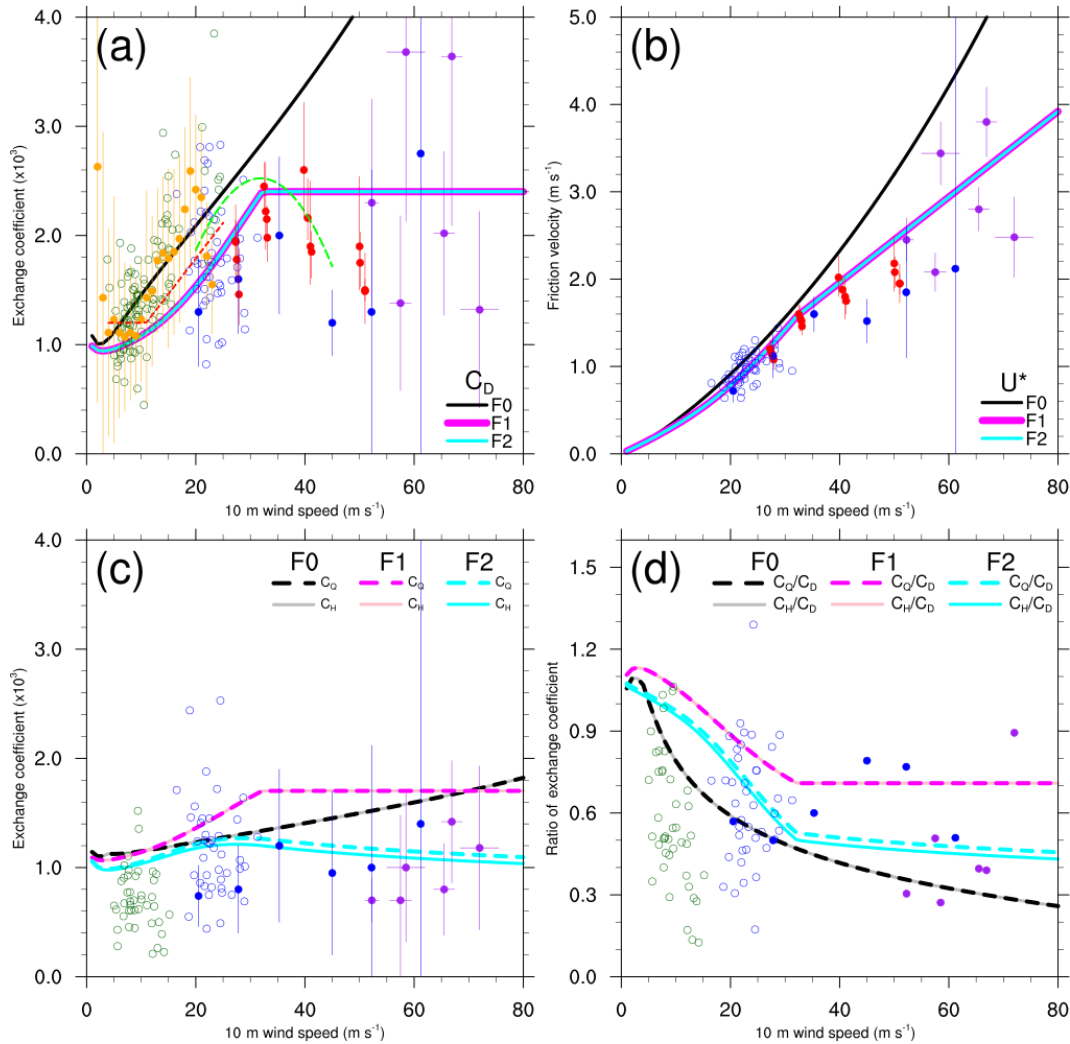 (a)
Exchange coefficient (x10³)
4.0
3.0
2.0
1.0
0.0
C_D
F0
F1
F2
0 20 40 60 80
10 m wind speed (m s⁻¹)
(b)
Friction velocity (m s⁻¹)
5.0
4.0
3.0
2.0
1.0
0.0
U*
F0
F1
F2
0 20 40 60 80
10 m wind speed (m s⁻¹)
(c)
Exchange coefficient (x10³)
4.0
3.0
2.0
1.0
0.0
F0 F1 F2
C_Q C_Q C_Q
C_H C_H C_H
0 20 40 60 80
10 m wind speed (m s⁻¹)
(d)
Ratio of exchange coefficient
1.5
1.2
0.9
0.6
0.3
0.0
F0 F1 F2
C_Q/C_D C_Q/C_D C_Q/C_D
C_H/C_D C_H/C_D C_H/C_D
0 20 40 60 80
10 m wind speed (m s⁻¹)